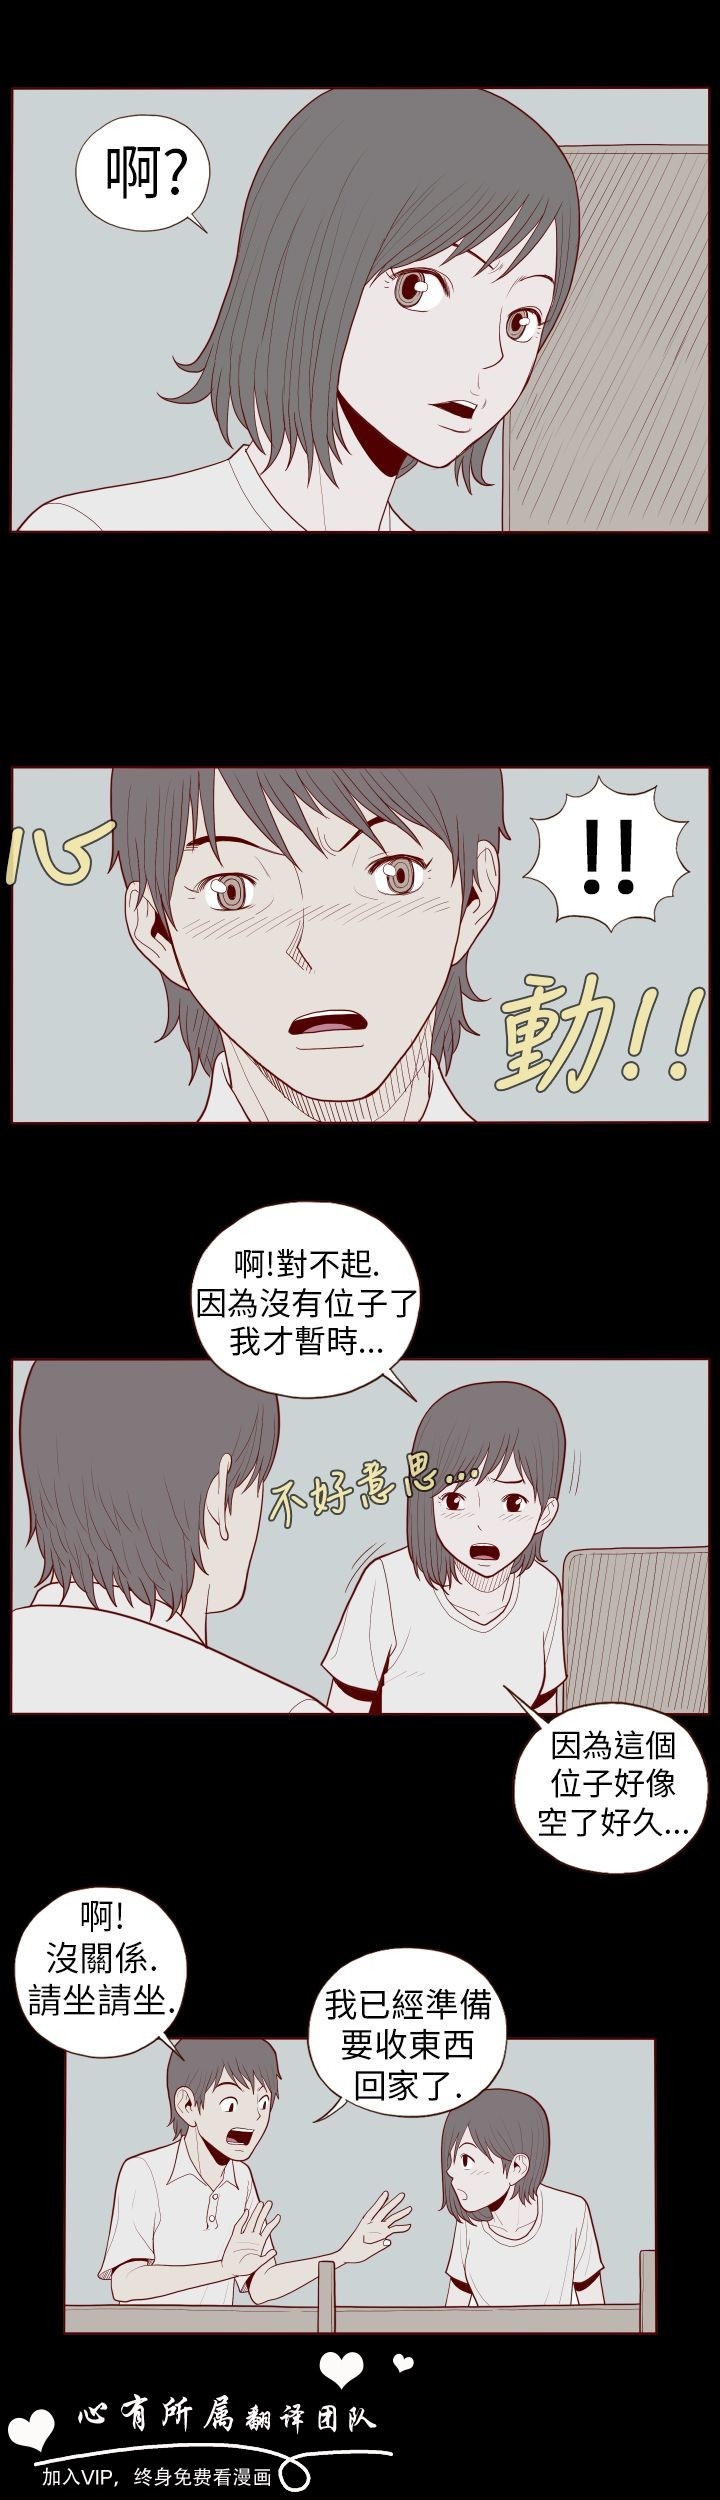 啊?
!!
心
動!!
啊!對不起.
因為沒有位子了
我才暫時...
不好意思...
因為這個
位子好像
空了好久...
啊!
沒關係.
請坐請坐.
我已經準備
要收東西
回家了.
心有所属翻译团队
加入VIP，终身免费看漫画